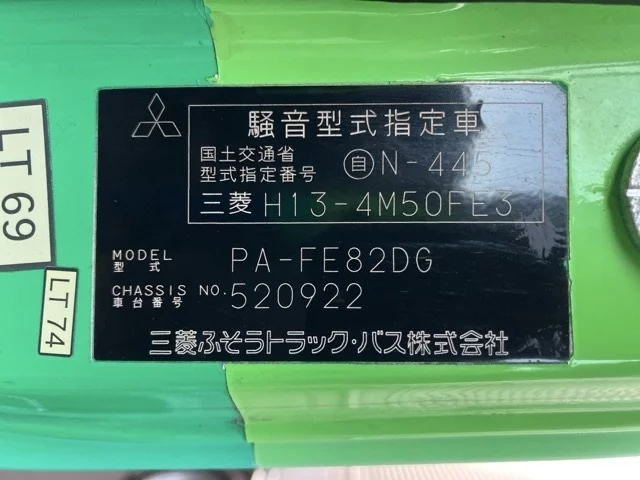 騒音型式指定車
国土交通省
型式指定番号 自N-445
三菱 H13-4M50FE3
MODEL
型式 PA-FE82DG
CHASSIS NO.
車台番号 520922
三菱ふそうトラック・バス株式会社
LT 69
LT 74